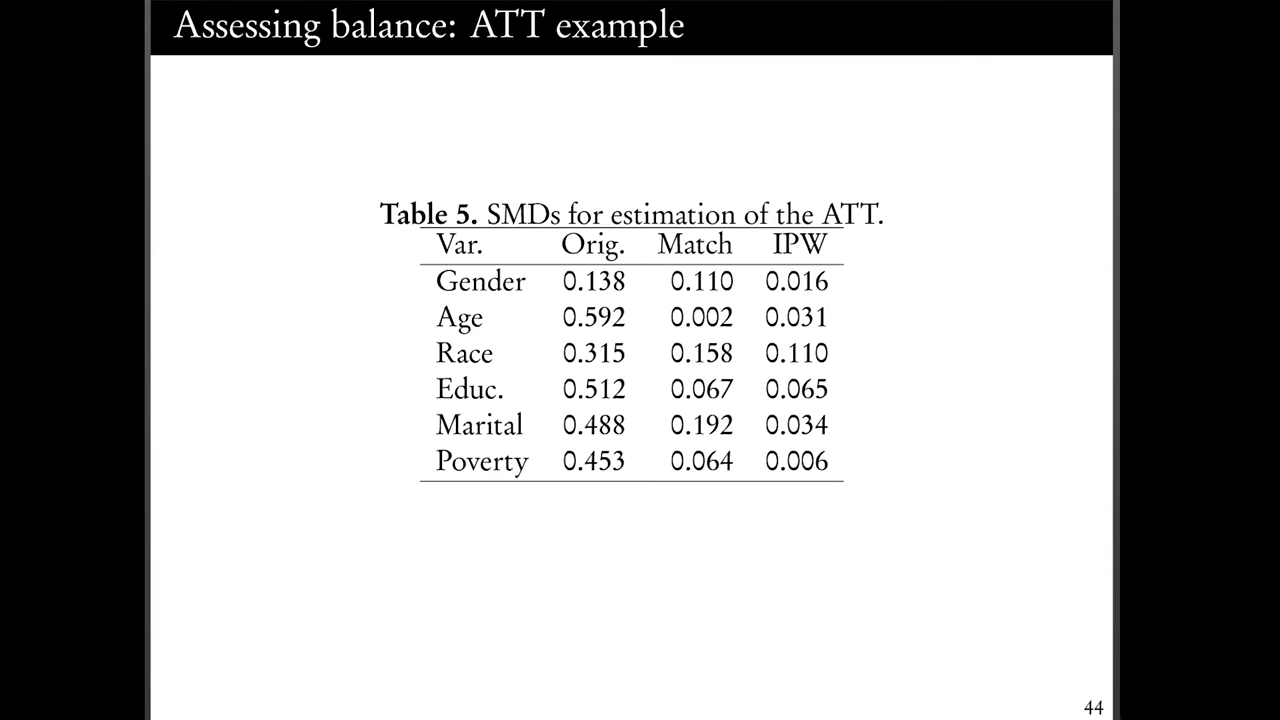 Assessing balance: ATT example
Table 5. SMDs for estimation of the ATT.
Var. Orig. Match IPW
Gender 0.138 0.110 0.016
Age 0.592 0.002 0.031
Race 0.315 0.158 0.110
Educ. 0.512 0.067 0.065
Marital 0.488 0.192 0.034
Poverty 0.453 0.064 0.006
44